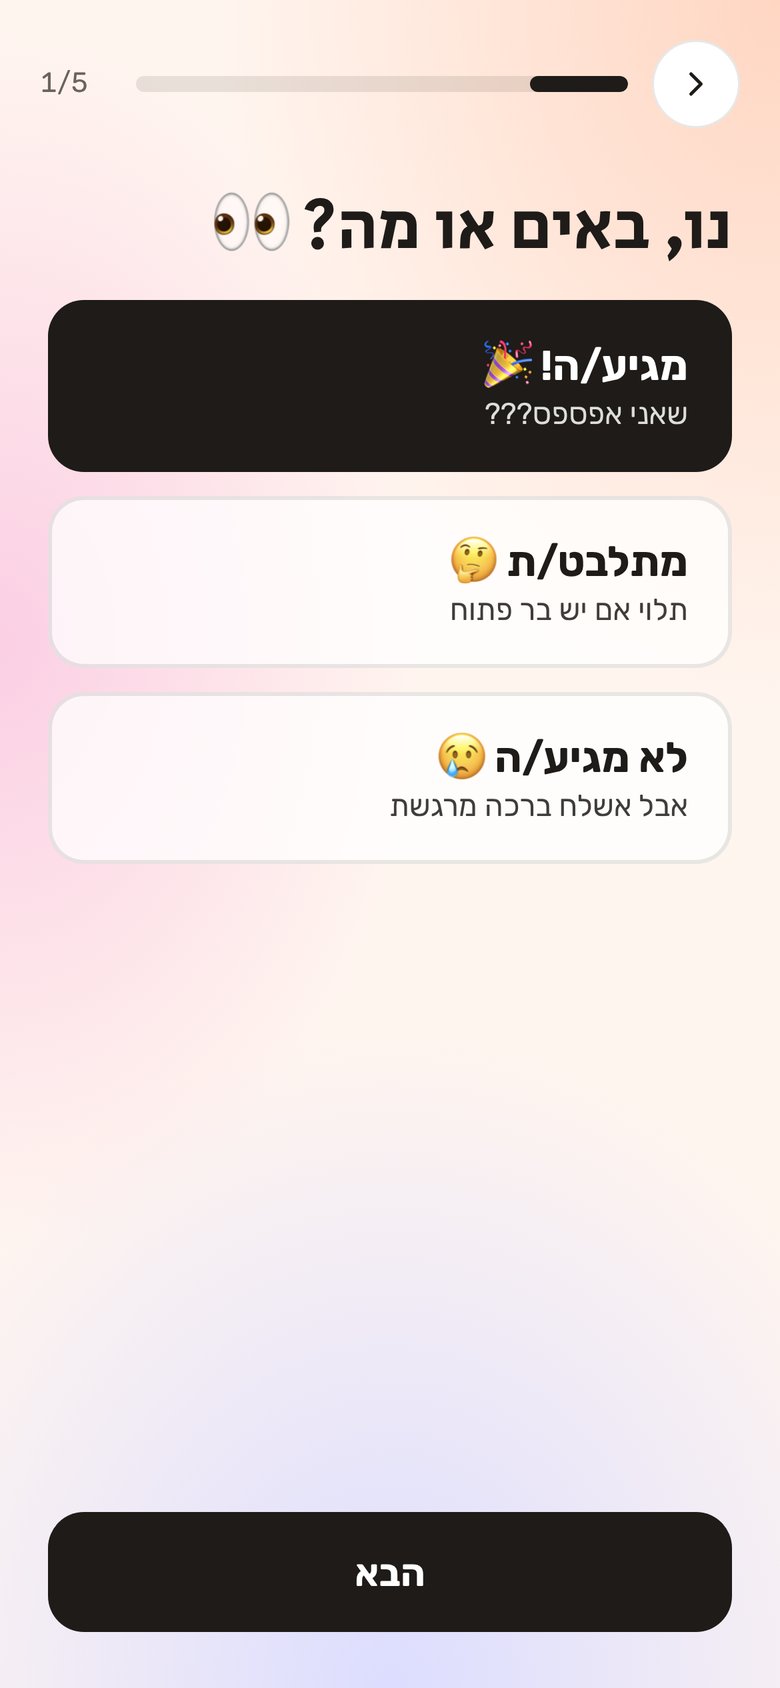 1/5
נו, באים או מה? 👀
מגיע/ה! 🎉
שאני אפספס???
מתלבט/ת 🤔
תלוי אם יש בר פתוח
לא מגיע/ה 😢
אבל אשלח ברכה מרגשת
הבא